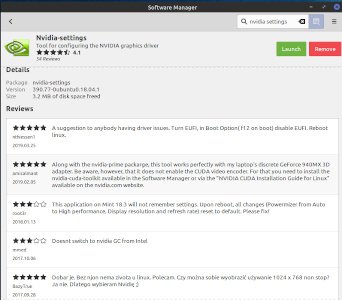 Software Manager
nvidia settings
Nvidia-settings
Tool for configuring the NVIDIA graphics driver
4.1
54 Reviews
Launch
Remove
Details
Package nvidia-settings
Version 390.77-0ubuntu0.18.04.1
Size 3.2 MB of disk space freed
Reviews
A suggestion to anybody having driver issues. Turn EUFI, in Boot Option( f12 on boot) disable EUFI. Reboot
linux.
2019.03.25
Along with the nvidia-prime package, this tool works perfectly with my laptop's discrete GeForce 940MX 3D
adapter. Be aware, however, that it does not enable the CUDA video encoder. For that you need to install the
nvidia-cuda-toolkit available in the Software Manager or via the "NVIDIA CUDA Installation Guide for Linux"
available on the nvidia.com website.
2019.02.05
This application on Mint 18.3 will not remember settings. Upon reboot, all changes (Powermizer from Auto
to High performance, Display resolution and refresh rate) reset to default. Please fix!
2018.01.13
Doesnt switch to nvidia GC from Intel
2017.10.06
Dobar je. Bez njon nema zivota u linux. Polecam. Czy można sobie wyobrazić używanie 1024 x 768 non stop?
Ja nie. Dlatego wybieram Nvidię ;)
BazyTrue
2017.09.28